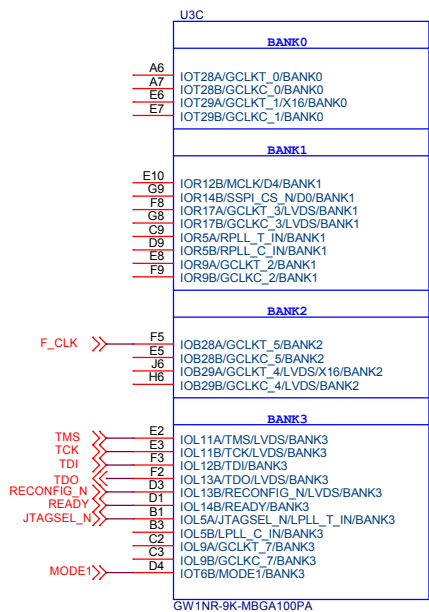 U3C
BANK0
A6 IOT28A/GCLKT_0/BANK0
A7 IOT28B/GCLKC_0/BANK0
E6 IOT29A/GCLKT_1/X16/BANK0
E7 IOT29B/GCLKC_1/BANK0
BANK1
E10 IOR12B/MCLK/D4/BANK1
G9 IOR14B/SSPI_CS_N/D0/BANK1
F8 IOR17A/GCLKT_3/LVDS/BANK1
G8 IOR17B/GCLKC_3/LVDS/BANK1
C9 IOR5A/RPLL_T_IN/BANK1
D9 IOR5B/RPLL_C_IN/BANK1
E8 IOR9A/GCLKT_2/BANK1
F9 IOR9B/GCLKC_2/BANK1
BANK2
F_CLK F5 IOB28A/GCLKT_5/BANK2
E5 IOB28B/GCLKC_5/BANK2
J6 IOB29A/GCLKT_4/LVDS/X16/BANK2
H6 IOB29B/GCLKC_4/LVDS/BANK2
BANK3
TMS E2 IOL11A/TMS/LVDS/BANK3
TCK E3 IOL11B/TCK/LVDS/BANK3
TDI F3 IOL12B/TDI/BANK3
TDO F2 IOL13A/TDO/LVDS/BANK3
RECONFIG_N D3 IOL13B/RECONFIG_N/LVDS/BANK3
READY D1 IOL14B/READY/BANK3
JTAGSEL_N B1 IOL5A/JTAGSEL_N/LPLL_T_IN/BANK3
B3 IOL5B/LPLL_C_IN/BANK3
C2 IOL9A/GCLKT_7/BANK3
C3 IOL9B/GCLKC_7/BANK3
MODE1 D4 IOT6B/MODE1/BANK3
GW1NR-9K-MBGA100PA